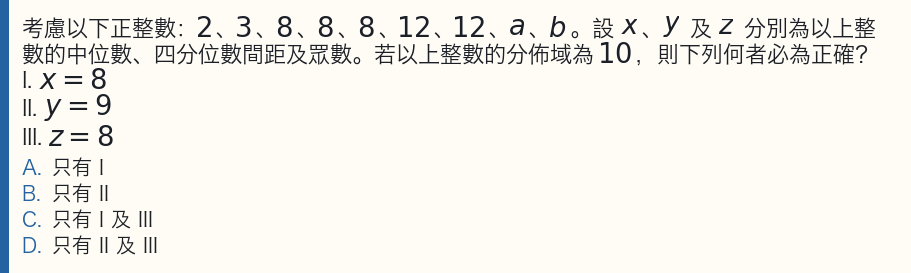 考慮以下正整數：2、3、8、8、8、12、12、a、b。設 x、y 及 z 分別為以上整
數的中位數、四分位數間距及眾數。若以上整數的分佈域為 10，則下列何者必為正確？
I. x = 8
II. y = 9
III. z = 8
A. 只有 I
B. 只有 II
C. 只有 I 及 III
D. 只有 II 及 III